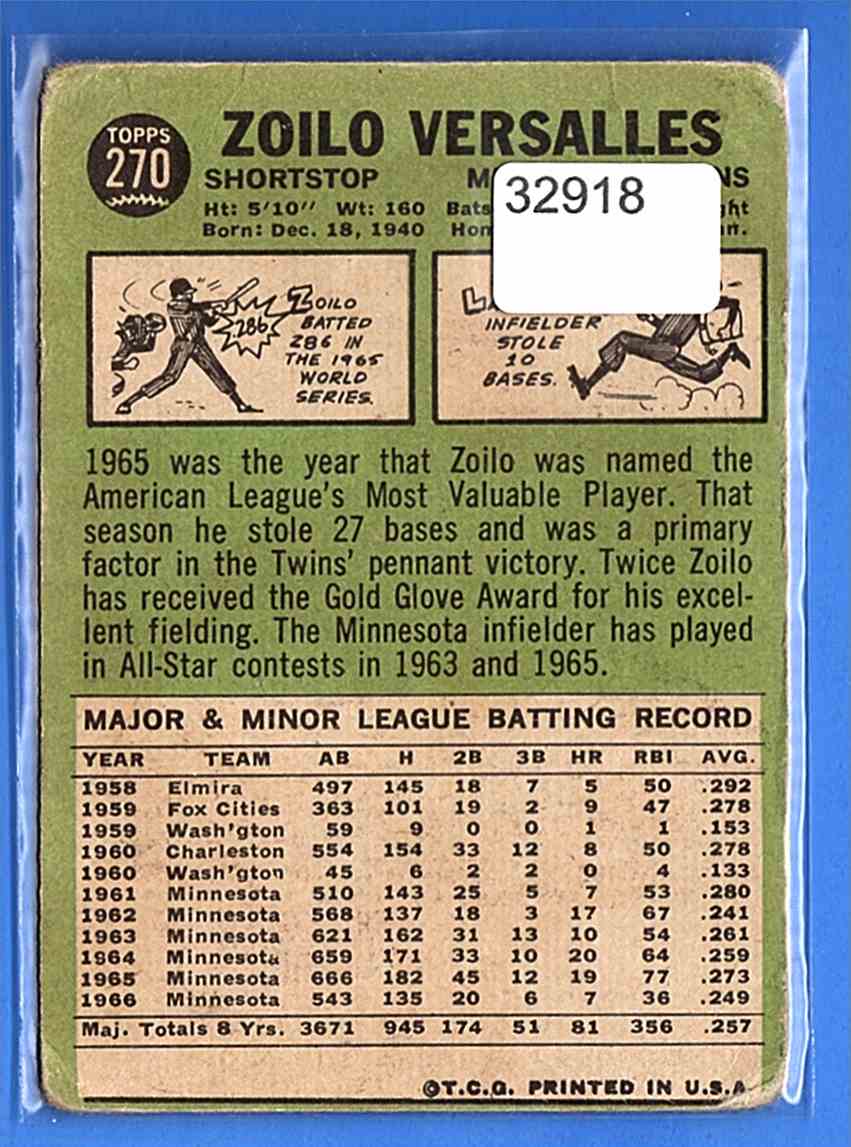 TOPPS
270
ZOILO VERSALLES
SHORTSTOP
32918
Ht: 5'10" Wt: 160 Bats
Born: Dec. 18, 1940
286
ZOILO
BATTED
286 IN
THE 1965
WORLD
SERIES.
INFIELDER
STOLE
10
BASES.
1965 was the year that Zoilo was named the
American League's Most Valuable Player. That
season he stole 27 bases and was a primary
factor in the Twins' pennant victory. Twice Zoilo
has received the Gold Glove Award for his excel-
lent fielding. The Minnesota infielder has played
in All-Star contests in 1963 and 1965.
MAJOR & MINOR LEAGUE BATTING RECORD
YEAR TEAM AB H 2B 3B HR RBI AVG.
1958 Elmira 497 145 18 7 5 50 .292
1959 Fox Cities 363 101 19 2 9 47 .278
1959 Wash'gton 59 9 0 0 1 1 .153
1960 Charleston 554 154 33 12 8 50 .278
1960 Wash'gton 45 6 2 2 0 4 .133
1961 Minnesota 510 143 25 5 7 53 .280
1962 Minnesota 568 137 18 3 17 67 .241
1963 Minnesota 621 162 31 13 10 54 .261
1964 Minnesota 659 171 33 10 20 64 .259
1965 Minnesota 666 182 45 12 19 77 .273
1966 Minnesota 543 135 20 6 7 36 .249
Maj. Totals 8 Yrs. 3671 945 174 51 81 356 .257
©T.C.G. PRINTED IN U.S.A.